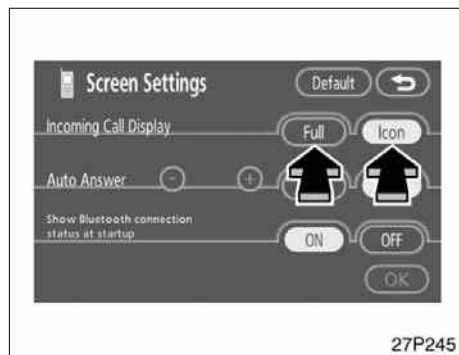 Screen Settings
Default
Incoming Call Display
Full
Icon
Auto Answer
- +
Show Bluetooth connection
status at startup
ON
OFF
OK
27P245